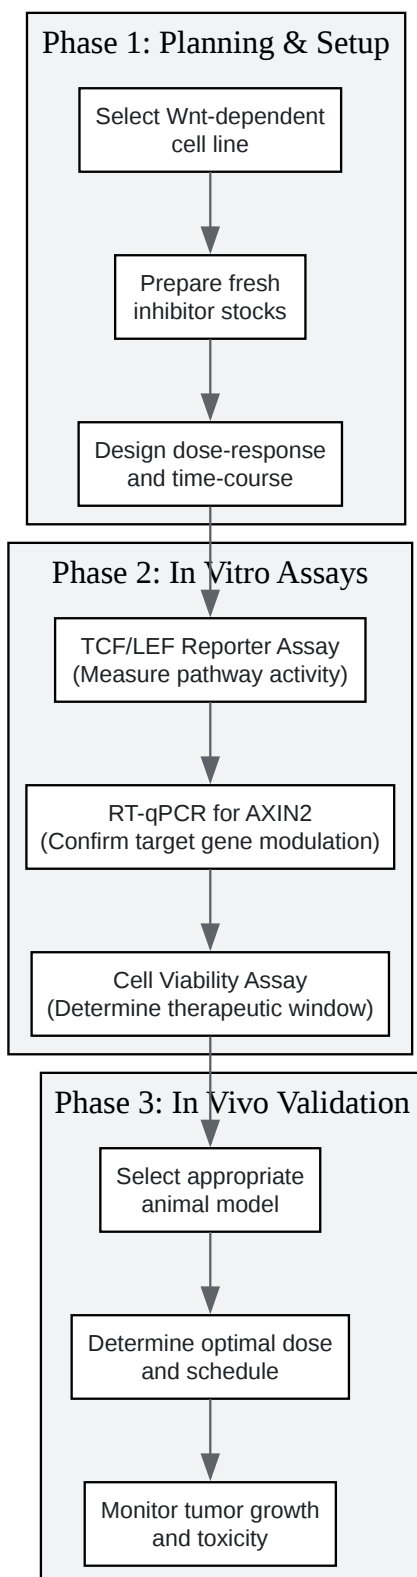 Phase 1: Planning & Setup
Select Wnt-dependent
cell line
Prepare fresh
inhibitor stocks
Design dose-response
and time-course
Phase 2: In Vitro Assays
TCF/LEF Reporter Assay
(Measure pathway activity)
RT-qPCR for AXIN2
(Confirm target gene modulation)
Cell Viability Assay
(Determine therapeutic window)
Phase 3: In Vivo Validation
Select appropriate
animal model
Determine optimal dose
and schedule
Monitor tumor growth
and toxicity